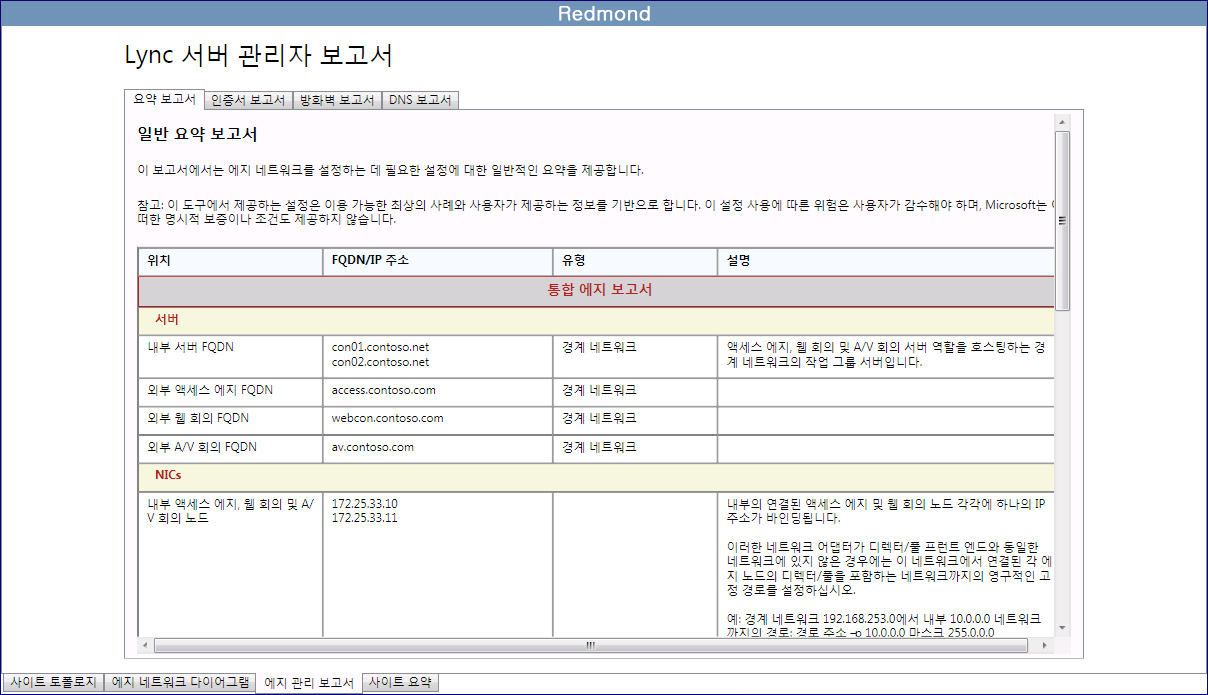 Redmond
Lync 서버 관리자 보고서
요약 보고서 인증서 보고서 방화벽 보고서 DNS 보고서
일반 요약 보고서
이 보고서에서는 에지 네트워크를 설정하는 데 필요한 설정에 대한 일반적인 요약을 제공합니다.
참고: 이 도구에서 제공하는 설정은 이용 가능한 최상의 사례와 사용자가 제공하는 정보를 기반으로 합니다. 이 설정 사용에 따른 위험은 사용자가 감수해야 하며, Microsoft는
떠한 명시적 보증이나 조건도 제공하지 않습니다.
위치 FQDN/IP 주소 유형 설명
통합 에지 보고서
서버
내부 서버 FQDN con01.contoso.net 경계 네트워크 액세스 에지, 웹 회의 및 A/V 회의 서버 역할을 호스팅하는 경
con02.contoso.net 계 네트워크의 작업 그룹 서버입니다.
외부 액세스 에지 FQDN access.contoso.com 경계 네트워크
외부 웹 회의 FQDN webcon.contoso.com 경계 네트워크
외부 A/V 회의 FQDN av.contoso.com 경계 네트워크
NICs
내부 액세스 에지, 웹 회의 및 A/ 172.25.33.10 내부의 연결된 액세스 에지 및 웹 회의 노드 각각에 하나의 IP
V 회의 노드 172.25.33.11 주소가 바인딩됩니다.
이러한 네트워크 어댑터가 디렉터/풀 프런트 엔드와 동일한
네트워크에 있지 않은 경우에는 이 네트워크에서 연결된 각 에
지 노드의 디렉터/풀을 포함하는 네트워크까지의 영구적인 고
정 경로를 설정하십시오.
예: 경계 네트워크 192.168.253.0에서 내부 10.0.0.0 네트워크
까지의 경로: 경로 주소 –p 10.0.0.0 마스크 255.0.0.0
사이트 토폴로지 에지 네트워크 다이어그램 에지 관리 보고서 사이트 요약